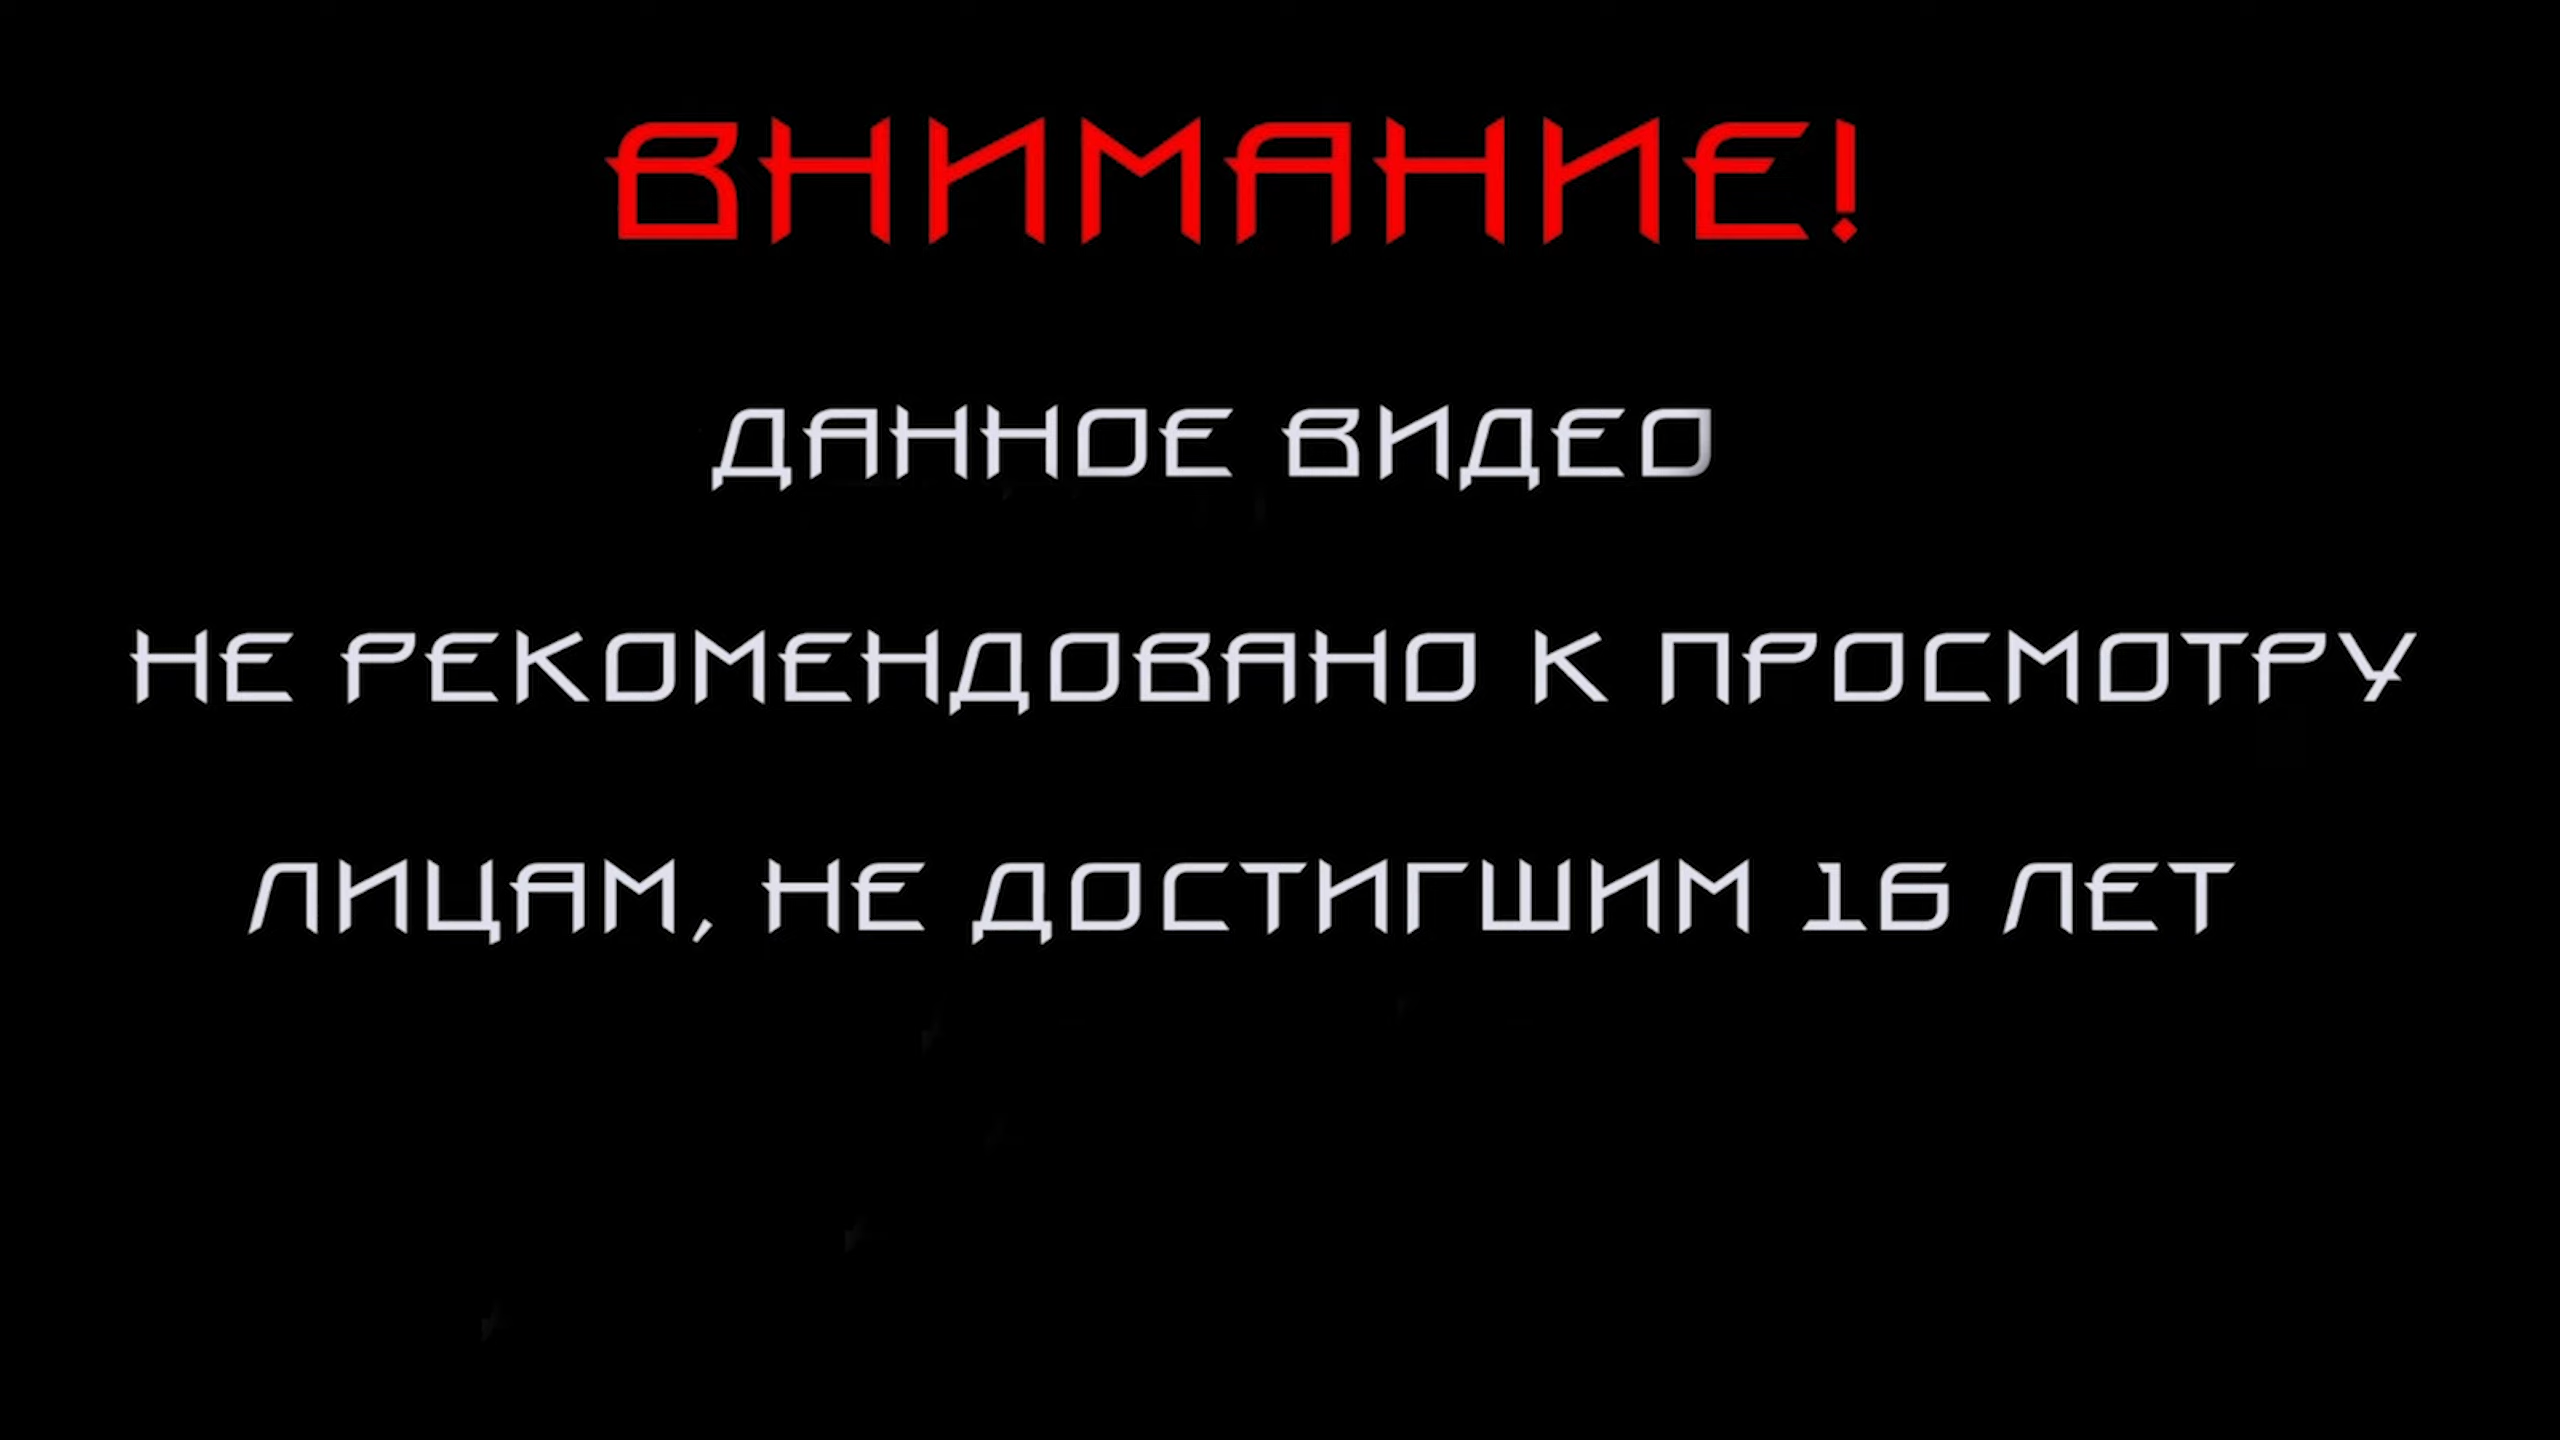 ВНИМАНИЕ!
ДАННОЕ ВИДЕО
НЕ РЕКОМЕНДОВАНО К ПРОСМОТРУ
ЛИЦАМ, НЕ ДОСТИГШИМ 16 ЛЕТ